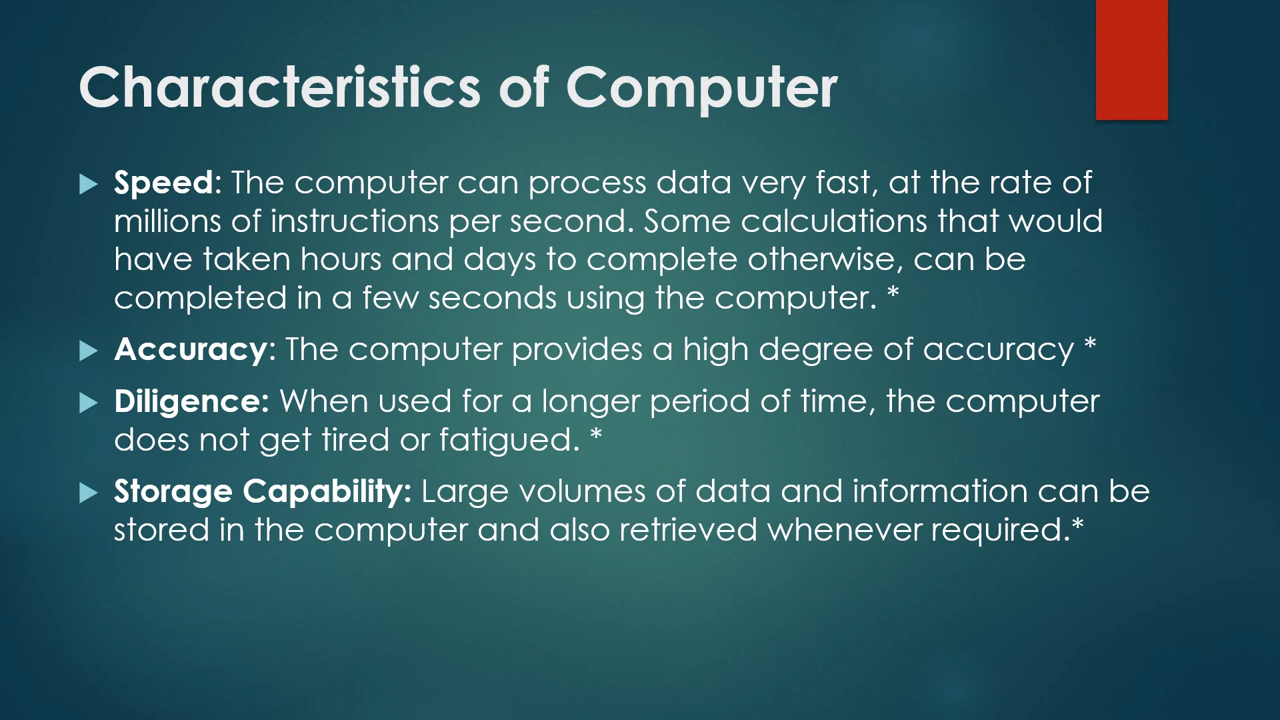 Characteristics of Computer
Speed: The computer can process data very fast, at the rate of
millions of instructions per second. Some calculations that would
have taken hours and days to complete otherwise, can be
completed in a few seconds using the computer. *
Accuracy: The computer provides a high degree of accuracy *
Diligence: When used for a longer period of time, the computer
does not get tired or fatigued. *
Storage Capability: Large volumes of data and information can be
stored in the computer and also retrieved whenever required.*